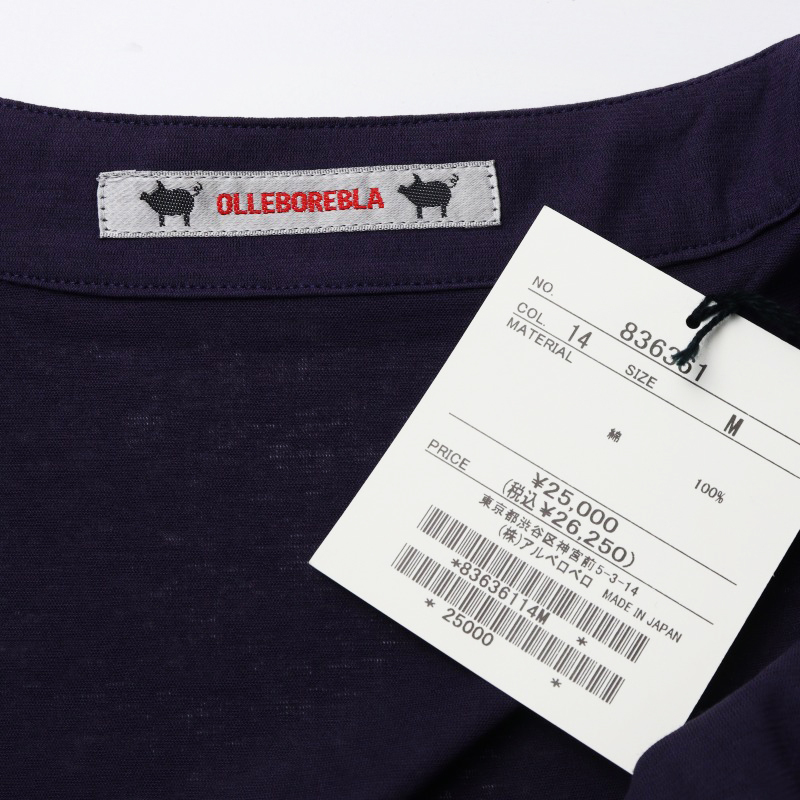 OLLEBOREBLA
NO. 836361
COL. 14 SIZE M
MATERIAL
綿 100%
PRICE ¥25,000
(税込 ¥26,250)
東京都渋谷区神宮前5-3-14
(株)アルベロベロ MADE IN JAPAN
*83636114M *
* 25000 *